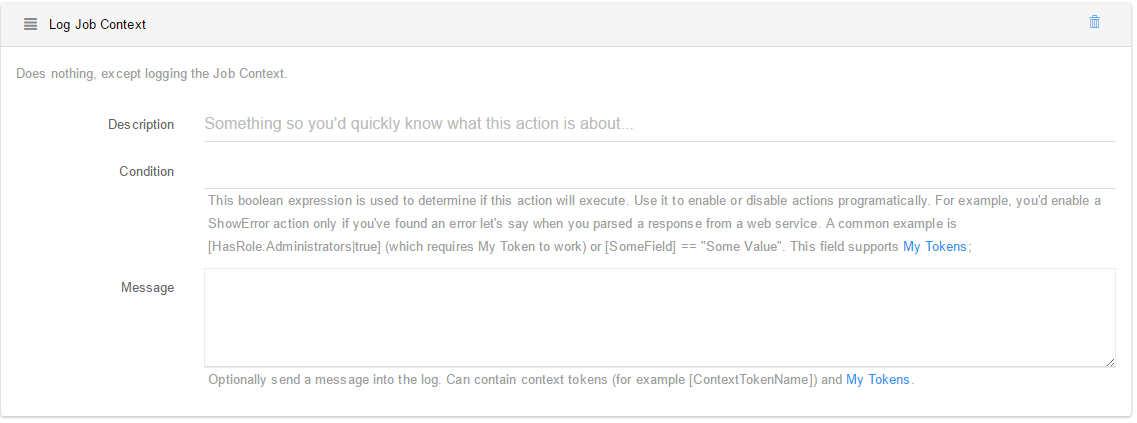 Log Job Context
Does nothing, except logging the Job Context.
Description
Something so you'd quickly know what this action is about...
Condition
This boolean expression is used to determine if this action will execute. Use it to enable or disable actions programatically. For example, you'd enable a
ShowError action only if you've found an error let's say when you parsed a response from a web service. A common example is
[HasRole:Administrators|true] (which requires My Token to work) or [SomeField] == "Some Value". This field supports My Tokens;
Message
Optionally send a message into the log. Can contain context tokens (for example [ContextTokenName]) and My Tokens.